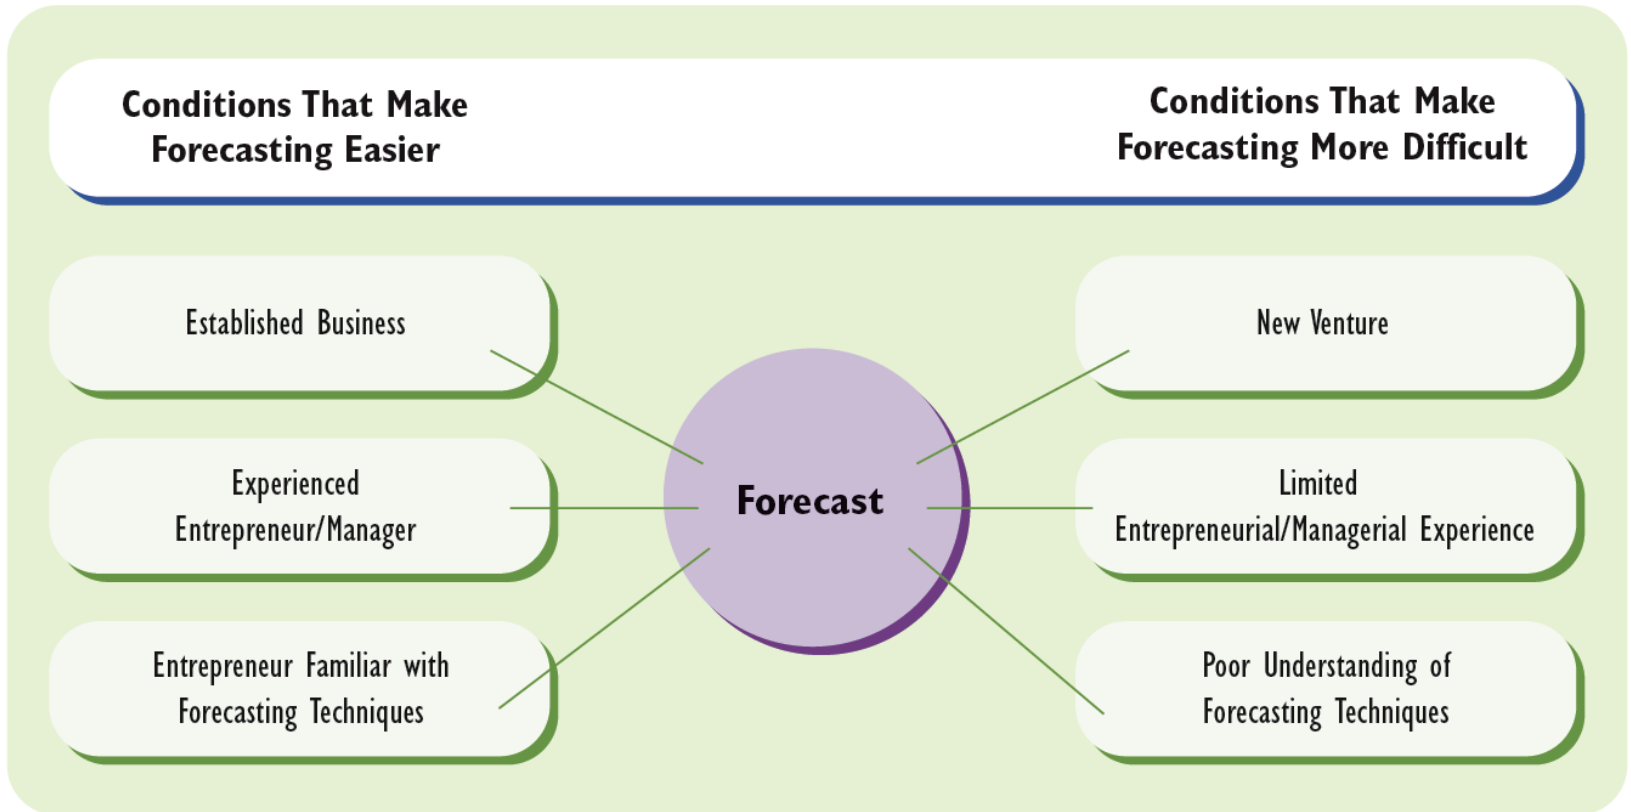 Conditions That Make
Forecasting Easier
Conditions That Make
Forecasting More Difficult
Established Business
New Venture
Experienced
Entrepreneur/Manager
Forecast
Limited
Entrepreneurial/Managerial Experience
Entrepreneur Familiar with
Forecasting Techniques
Poor Understanding of
Forecasting Techniques